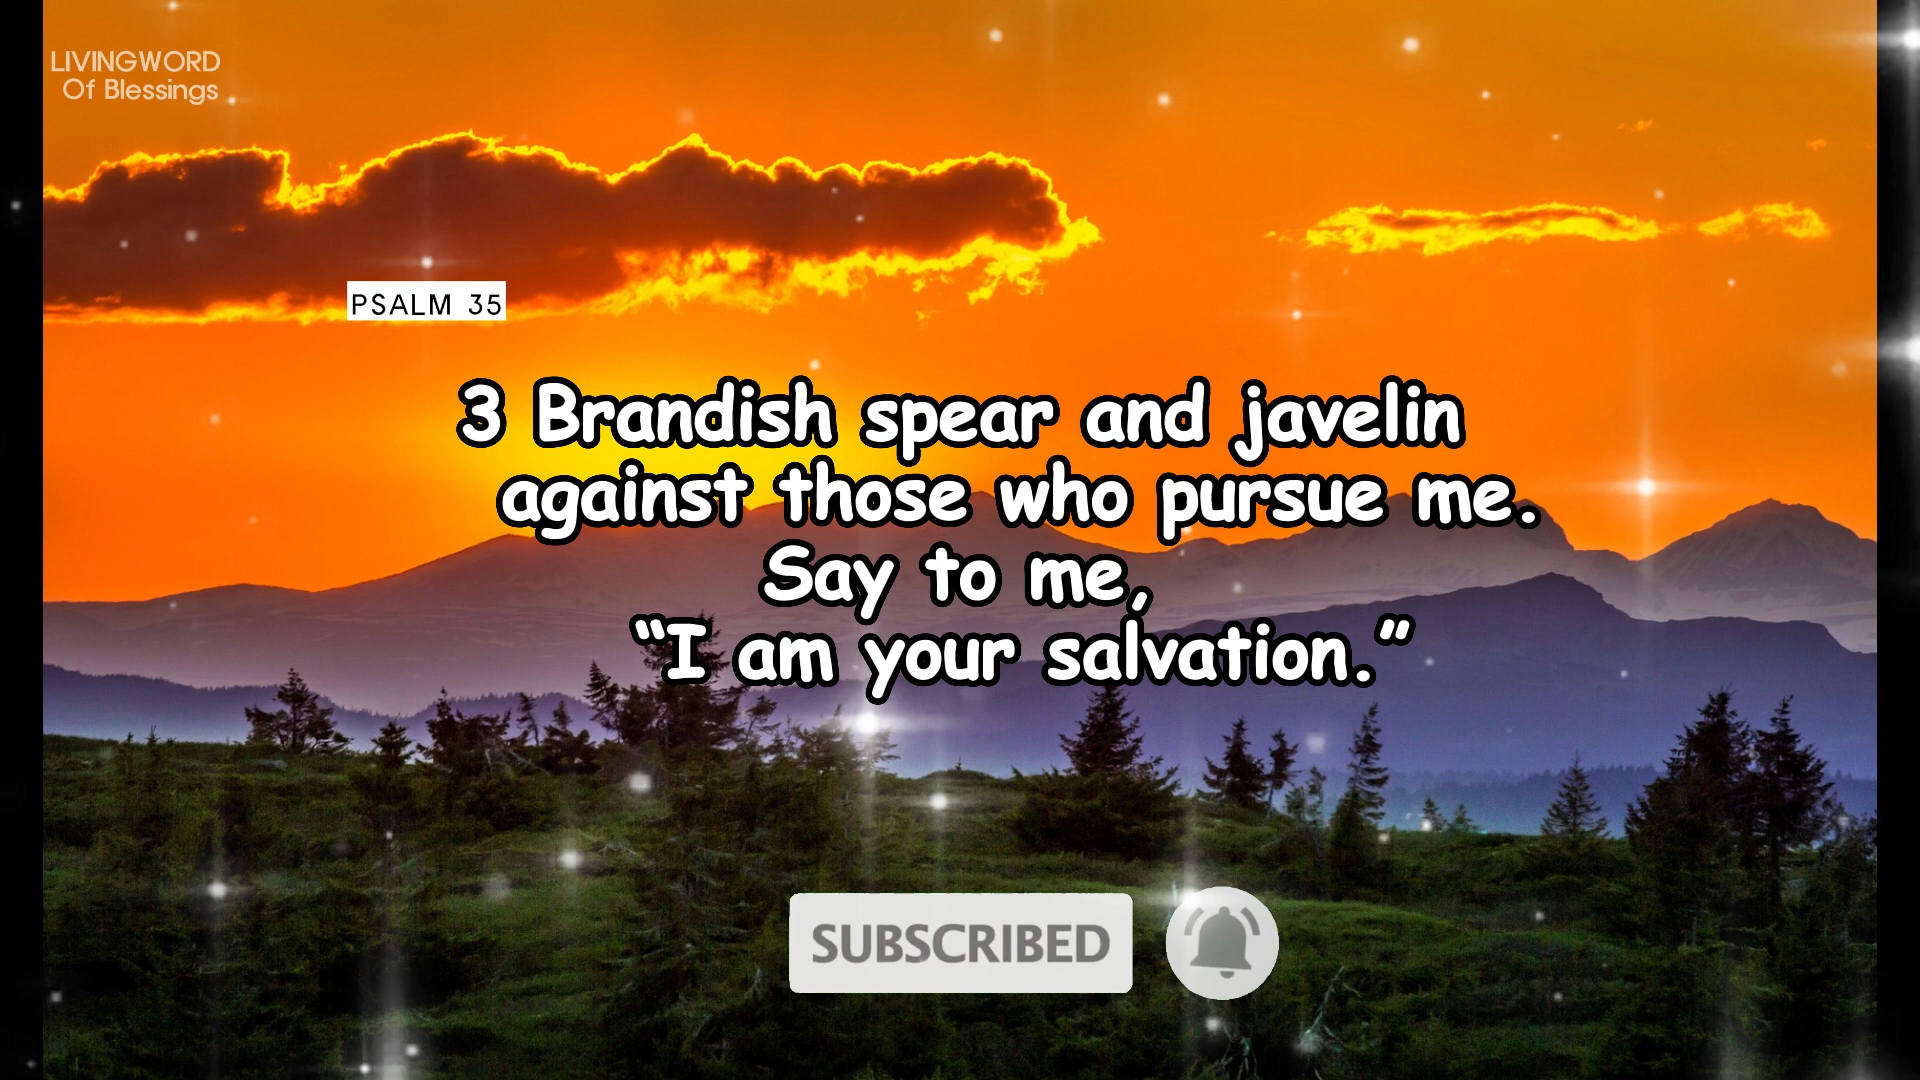 LIVINGWORD
Of Blessings
PSALM 35
3 Brandish spear and javelin
against those who pursue me.
Say to me,
“I am your salvation.”
SUBSCRIBED